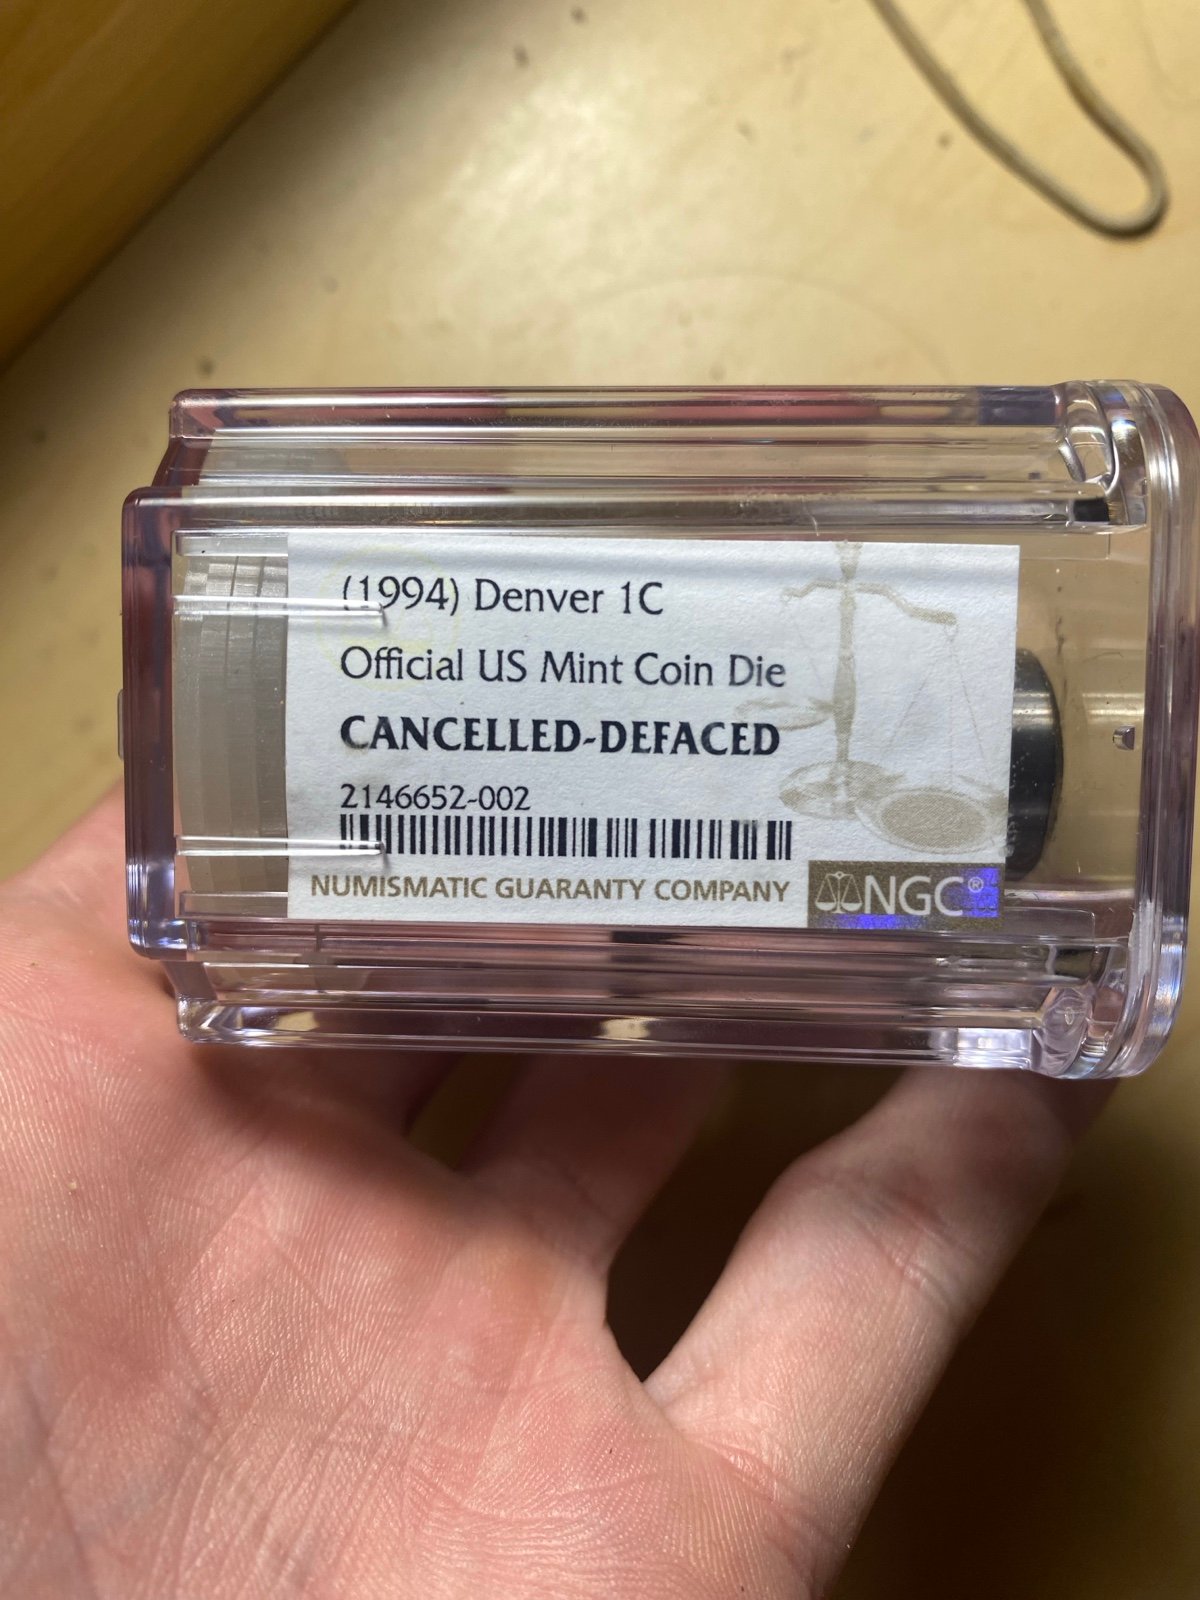 (1994) Denver 1C
Official US Mint Coin Die
CANCELLED-DEFACED
2146652-002
NUMISMATIC GUARANTY COMPANY
NGC®